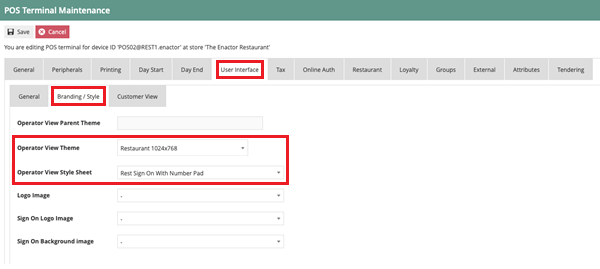 POS Terminal Maintenance
Save Cancel
You are editing POS terminal for device ID 'POS02@REST1.enactor' at store 'The Enactor Restaurant'
General Peripherals Printing Day Start Day End User Interface Tax Online Auth Restaurant Loyalty Groups External Attributes Tendering
General Branding / Style Customer View
Operator View Parent Theme
Operator View Theme Restaurant 1024x768
Operator View Style Sheet Rest Sign On With Number Pad
Logo Image -
Sign On Logo Image -
Sign On Background image -